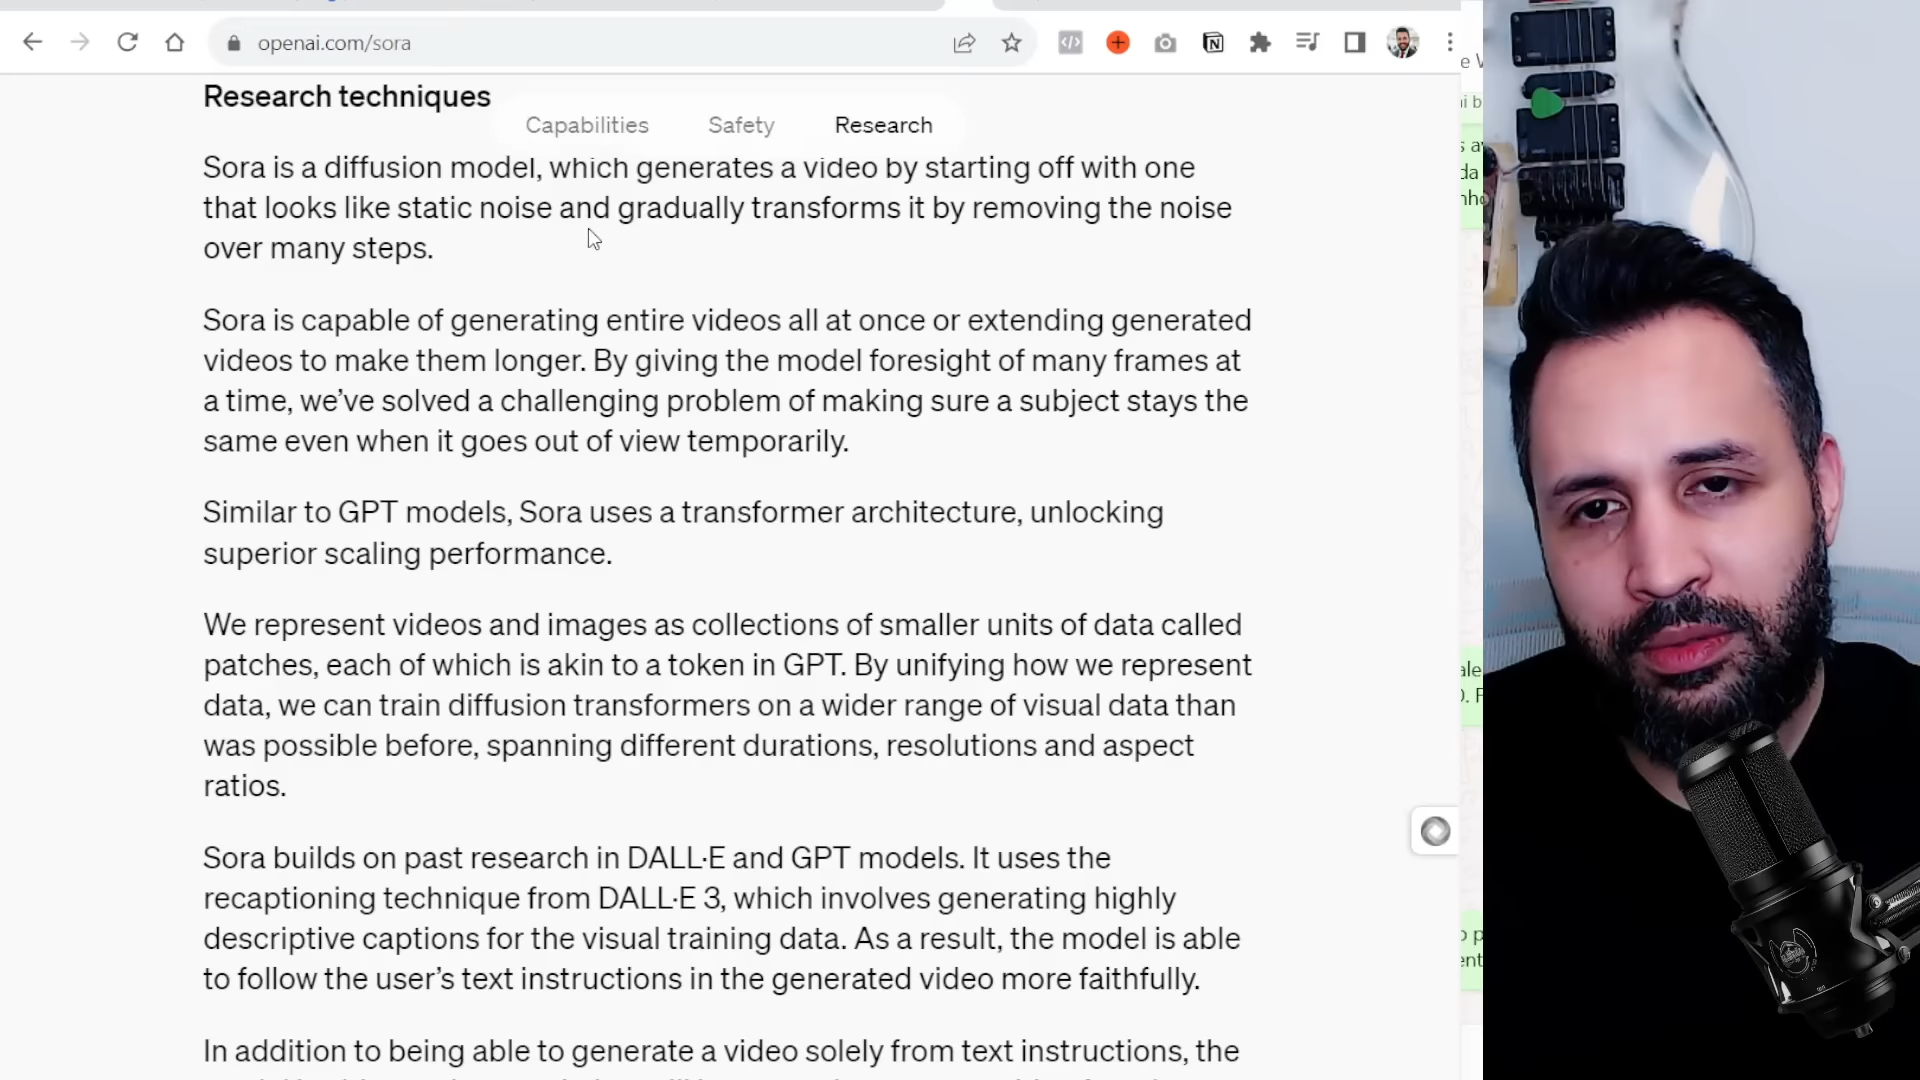 openai.com/sora
Research techniques
Capabilities Safety Research
Sora is a diffusion model, which generates a video by starting off with one
that looks like static noise and gradually transforms it by removing the noise
over many steps.
Sora is capable of generating entire videos all at once or extending generated
videos to make them longer. By giving the model foresight of many frames at
a time, we’ve solved a challenging problem of making sure a subject stays the
same even when it goes out of view temporarily.
Similar to GPT models, Sora uses a transformer architecture, unlocking
superior scaling performance.
We represent videos and images as collections of smaller units of data called
patches, each of which is akin to a token in GPT. By unifying how we represent
data, we can train diffusion transformers on a wider range of visual data than
was possible before, spanning different durations, resolutions and aspect
ratios.
Sora builds on past research in DALL·E and GPT models. It uses the
recaptioning technique from DALL·E 3, which involves generating highly
descriptive captions for the visual training data. As a result, the model is able
to follow the user’s text instructions in the generated video more faithfully.
In addition to being able to generate a video solely from text instructions, the